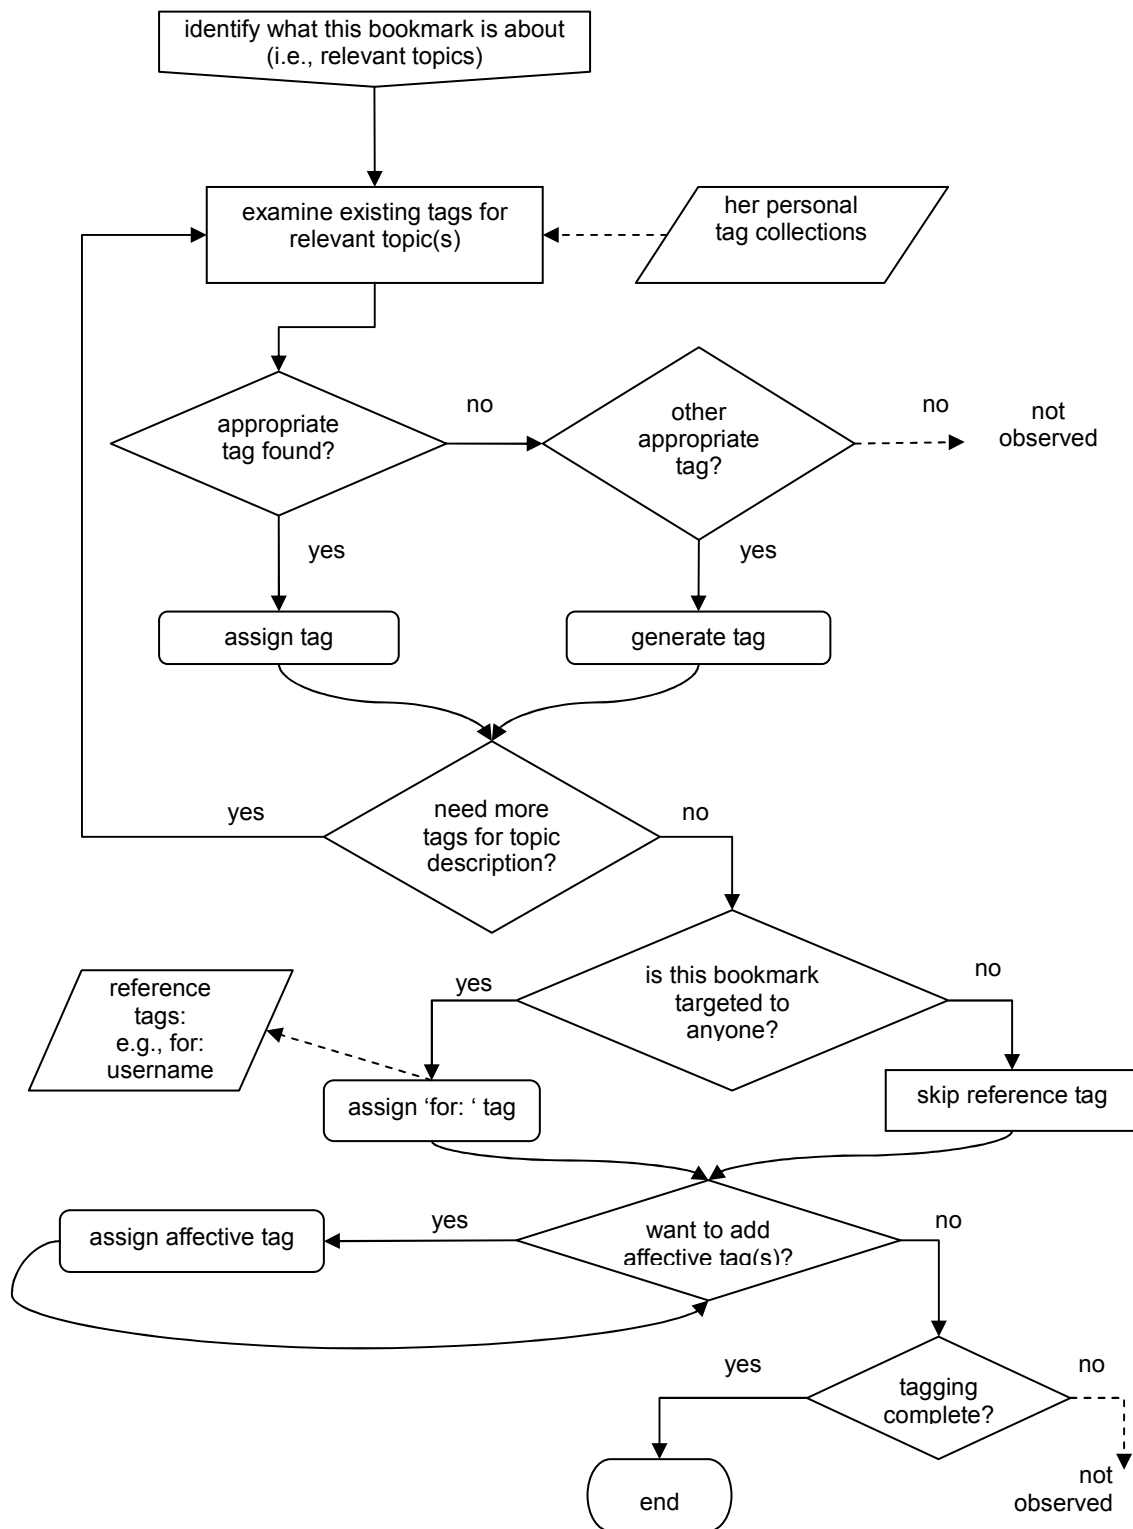 identify what this bookmark is about
(i.e., relevant topics)
examine existing tags for
relevant topic(s)
her personal
tag collections
appropriate
tag found?
no
other
appropriate
tag?
no
not
observed
yes
yes
assign tag
generate tag
yes
need more
tags for topic
description?
no
reference
tags:
e.g., for:
username
yes
is this bookmark
targeted to
anyone?
no
assign ‘for: ‘ tag
skip reference tag
assign affective tag
yes
want to add
affective tag(s)?
no
yes
tagging
complete?
no
end
not
observed